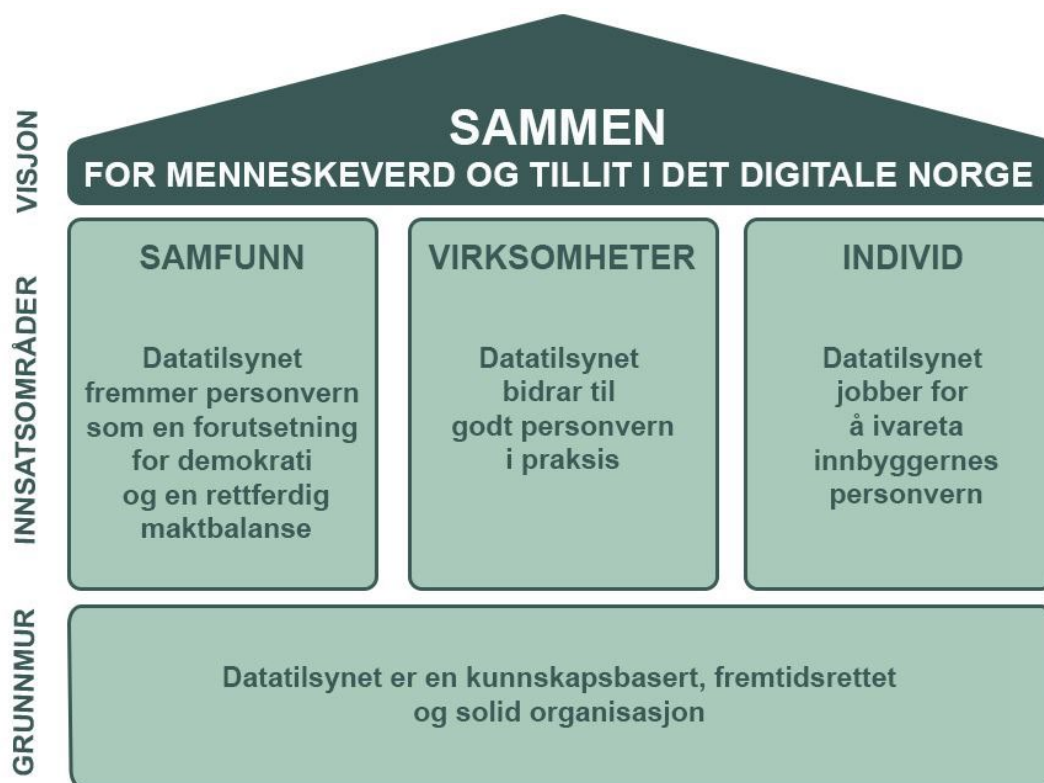 VISJON
SAMMEN
FOR MENNESKEVERD OG TILLIT I DET DIGITALE NORGE
INNSATSOMRÅDER
SAMFUNN
Datatilsynet
fremmer personvern
som en forutsetning
for demokrati
og en rettferdig
maktbalanse
VIRKSOMHETER
Datatilsynet
bidrar til
godt personvern
i praksis
INDIVID
Datatilsynet
jobber for
å ivareta
innbyggernes
personvern
GRUNNMUR
Datatilsynet er en kunnskapsbasert, fremtidsrettet
og solid organisasjon